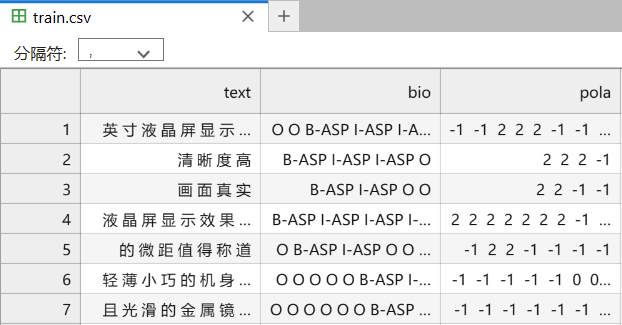 train.csv
分隔符: ,
text bio pola
1 英寸液晶屏显示... O O B-ASP I-ASP I-A... -1 -1 2 2 2 -1 -1 ...
2 清晰度高 B-ASP I-ASP I-ASP O 2 2 2 -1
3 画面真实 B-ASP I-ASP O O 2 2 -1 -1
4 液晶屏显示效果... B-ASP I-ASP I-ASP I-... 2 2 2 2 2 2 2 -1 ...
5 的微距值得称道 O B-ASP I-ASP O O ... -1 2 2 -1 -1 -1 -1
6 轻薄小巧的机身... O O O O O B-ASP I-... -1 -1 -1 -1 -1 0 0...
7 且光滑的金属镜... O O O O O O B-ASP ... -1 -1 -1 -1 -1 -1 ...